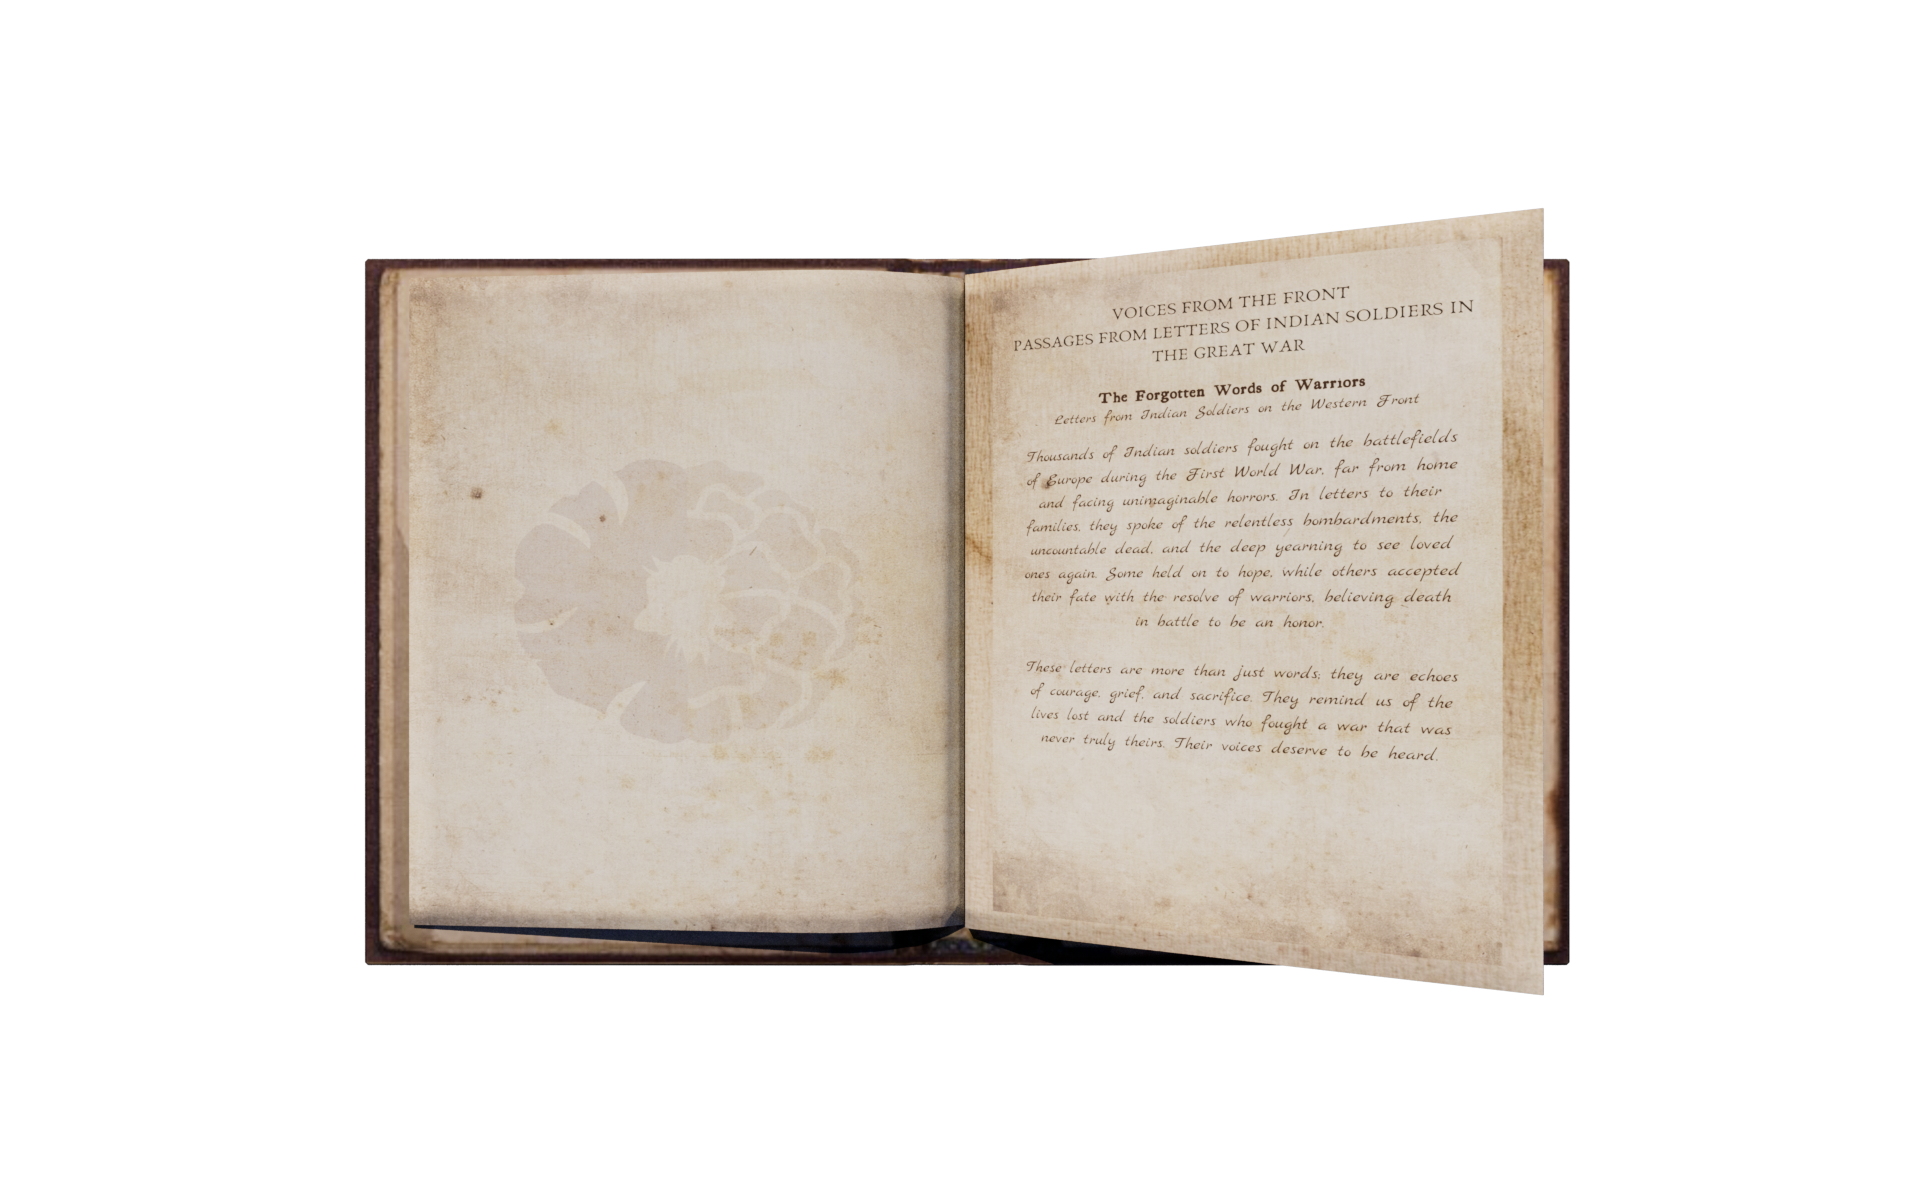 VOICES FROM THE FRONT
PASSAGES FROM LETTERS OF INDIAN SOLDIERS IN
THE GREAT WAR
The Forgotten Words of Warriors
Letters from Indian Soldiers on the Western Front
Thousands of Indian soldiers fought on the battlefields
of Europe during the First World War, far from home
and facing unimaginable horrors. In letters to their
families, they spoke of the relentless bombardments, the
uncountable dead, and the deep yearning to see loved
ones again. Some held on to hope, while others accepted
their fate with the resolve of warriors, believing death
in battle to be an honor.
These letters are more than just words; they are echoes
of courage, grief, and sacrifice. They remind us of the
lives lost and the soldiers who fought a war that was
never truly theirs. Their voices deserve to be heard.